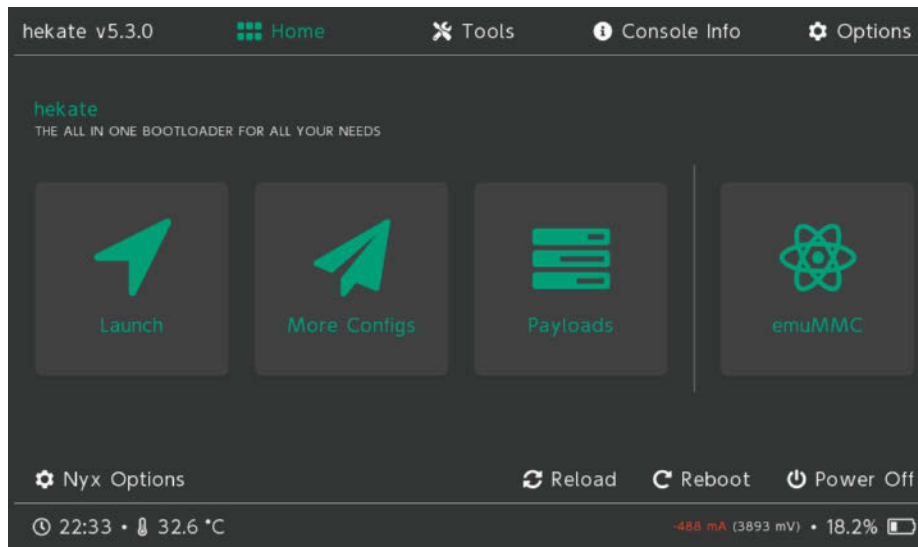 hekate v5.3.0 Home Tools Console Info Options
hekate
THE ALL IN ONE BOOTLOADER FOR ALL YOUR NEEDS
Launch More Configs Payloads emuMMC
Nyx Options Reload Reboot Power Off
22:33 • 32.6 °C -488 mA (3893 mV) • 18.2%